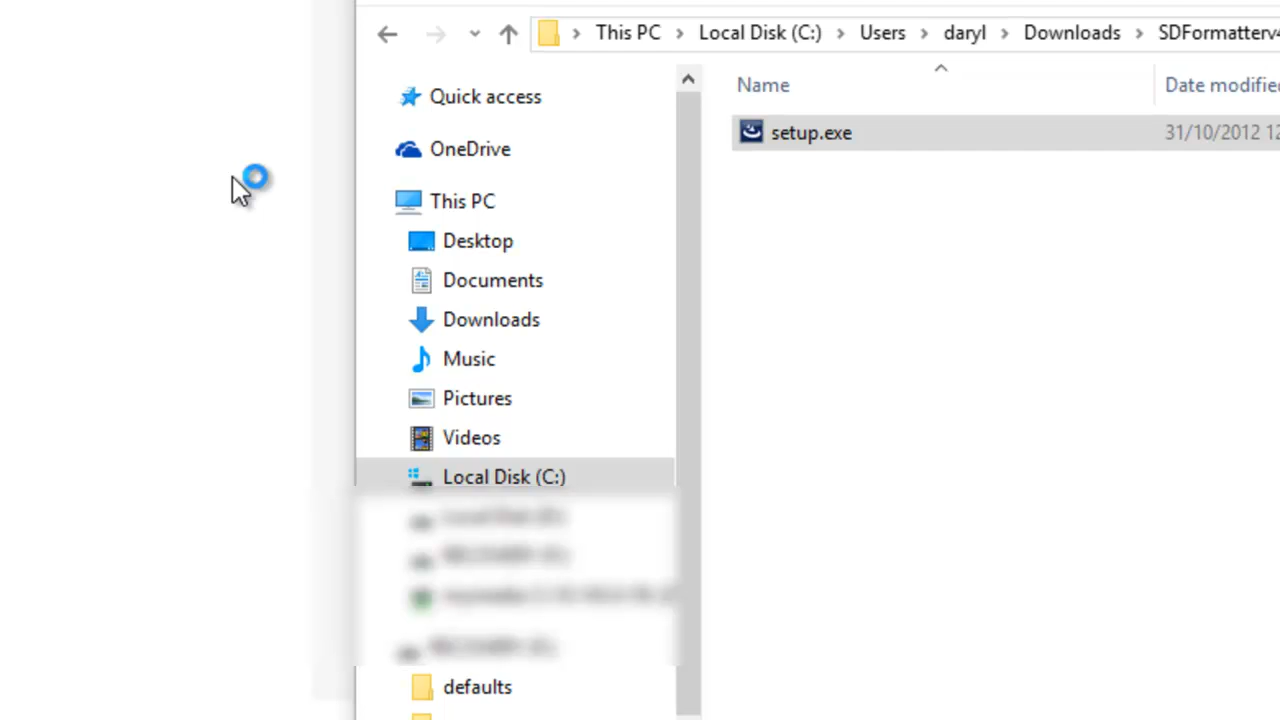 This PC Local Disk (C:) Users daryl Downloads SDFormatterv4
Name Date modified
setup.exe 31/10/2012 12
Quick access
OneDrive
This PC
Desktop
Documents
Downloads
Music
Pictures
Videos
Local Disk (C:)
defaults